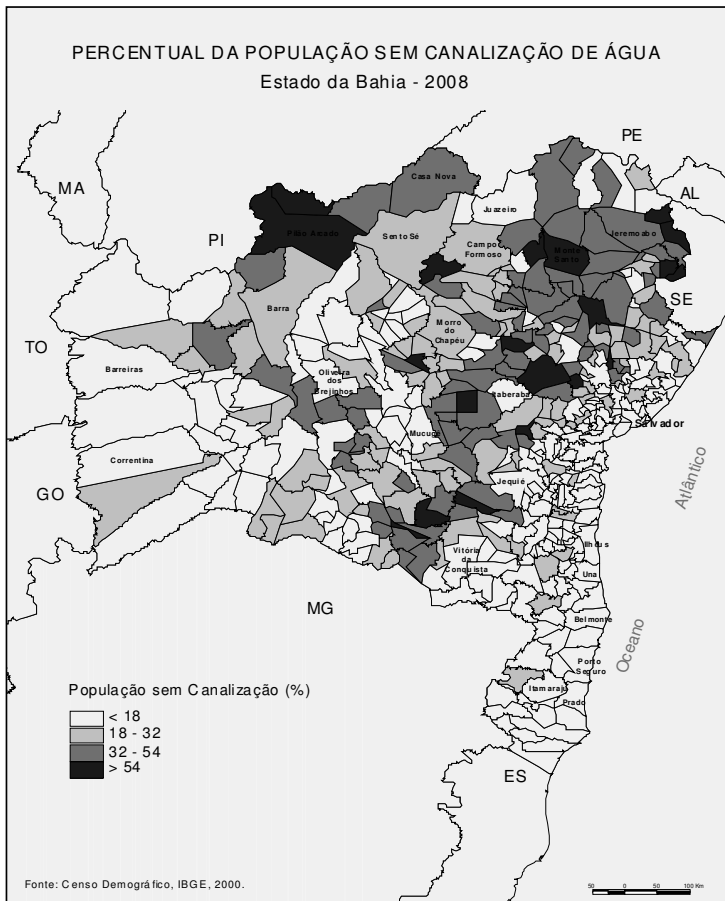 PERCENTUAL DA POPULAÇÃO SEM CANALIZAÇÃO DE ÁGUA
Estado da Bahia - 2008
PE
MA
AL
Casa Nova
Juazeiro
PI
Pilão Arcado
Sento Sé
Campo
Formoso
Monte
Santo
Jeremoabo
SE
Barra
Morro
do
Chapéu
TO
Barreiras
Oliveira
dos
Brejinhos
Itaberaba
Salvador
Mucugê
Correntina
Jequié
GO
Atlântico
Vitória
da
Conquista
Ilhéus
Una
MG
Belmonte
Oceano
Porto
Seguro
Itamaraju
Prado
População sem Canalização (%)
< 18
18 - 32
32 - 54
> 54
ES
Fonte: Censo Demográfico, IBGE, 2000.
50 0 50 100 Km